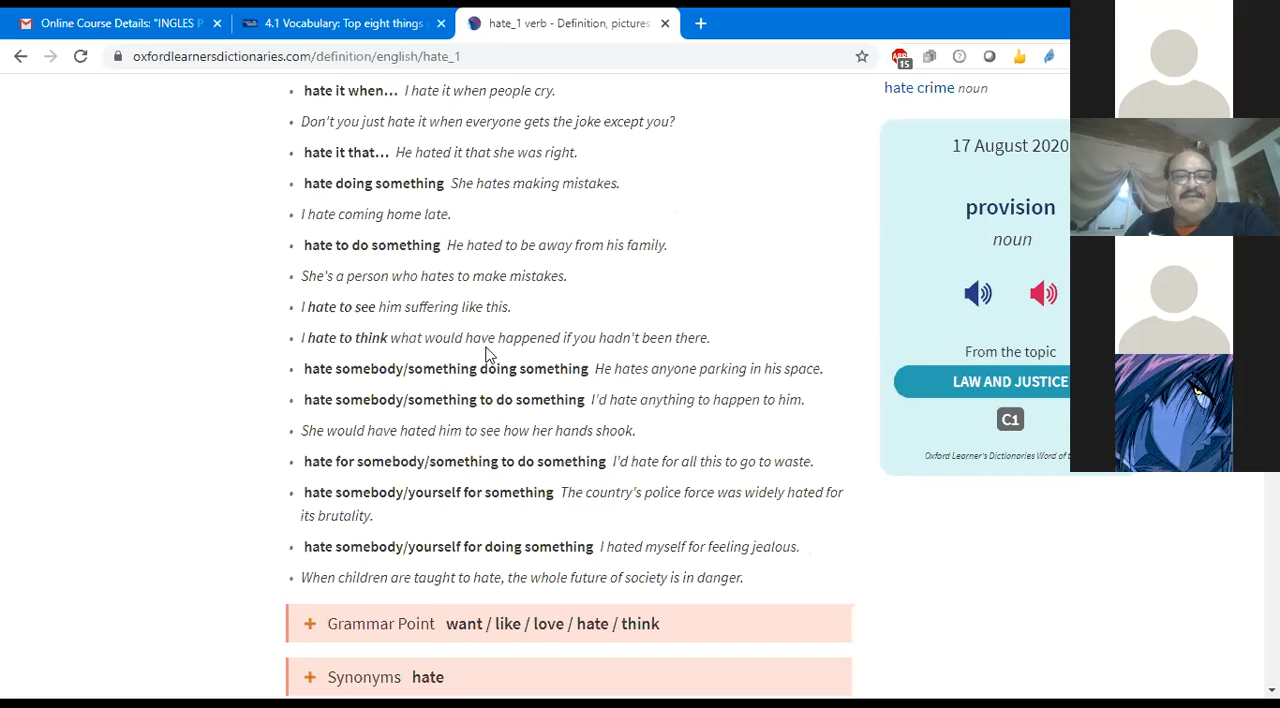 Online Course Details: "INGLES P
4.1 Vocabulary: Top eight things
hate_1 verb - Definition, pictures
oxfordlearnersdictionaries.com/definition/english/hate_1
15
hate it when… I hate it when people cry.
Don't you just hate it when everyone gets the joke except you?
hate it that… He hated it that she was right.
hate doing something She hates making mistakes.
I hate coming home late.
hate to do something He hated to be away from his family.
She's a person who hates to make mistakes.
I hate to see him suffering like this.
I hate to think what would have happened if you hadn't been there.
hate somebody/something doing something He hates anyone parking in his space.
hate somebody/something to do something I'd hate anything to happen to him.
She would have hated him to see how her hands shook.
hate for somebody/something to do something I'd hate for all this to go to waste.
hate somebody/yourself for something The country's police force was widely hated for
its brutality.
hate somebody/yourself for doing something I hated myself for feeling jealous.
When children are taught to hate, the whole future of society is in danger.
Grammar Point want / like / love / hate / think
Synonyms hate
hate crime noun
17 August 2020
provision
noun
From the topic
LAW AND JUSTICE
C1
Oxford Learner's Dictionaries Word of